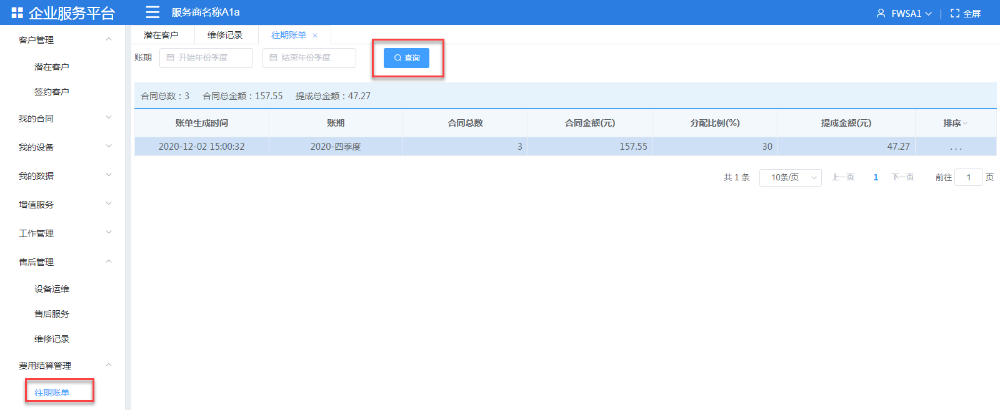 企业服务平台 服务商名称A1a FWSA1 全屏
客户管理
潜在客户
签约客户
我的合同
我的设备
我的数据
增值服务
工作管理
售后管理
设备运维
售后服务
维修记录
费用结算管理
往期账单
潜在客户 维修记录 往期账单 ×
账期 开始年份季度 结束年份季度 查询
合同总数：3 合同总金额：157.55 提成总金额：47.27
账单生成时间 账期 合同总数 合同金额(元) 分配比例(%) 提成金额(元) 排序
2020-12-02 15:00:32 2020-四季度 3 157.55 30 47.27 ...
共 1 条 10条/页 上一页 1 下一页 前往 1 页